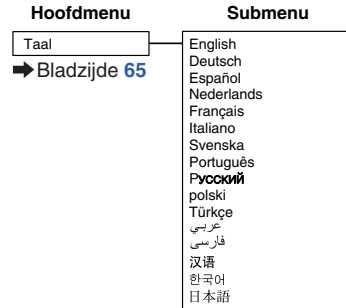 Hoofdmenu
Submenu
Taal
➡ Bladzijde 65
English
Deutsch
Español
Nederlands
Français
Italiano
Svenska
Português
Русский
polski
Türkçe
عربي
فارسی
汉语
한국어
日本語